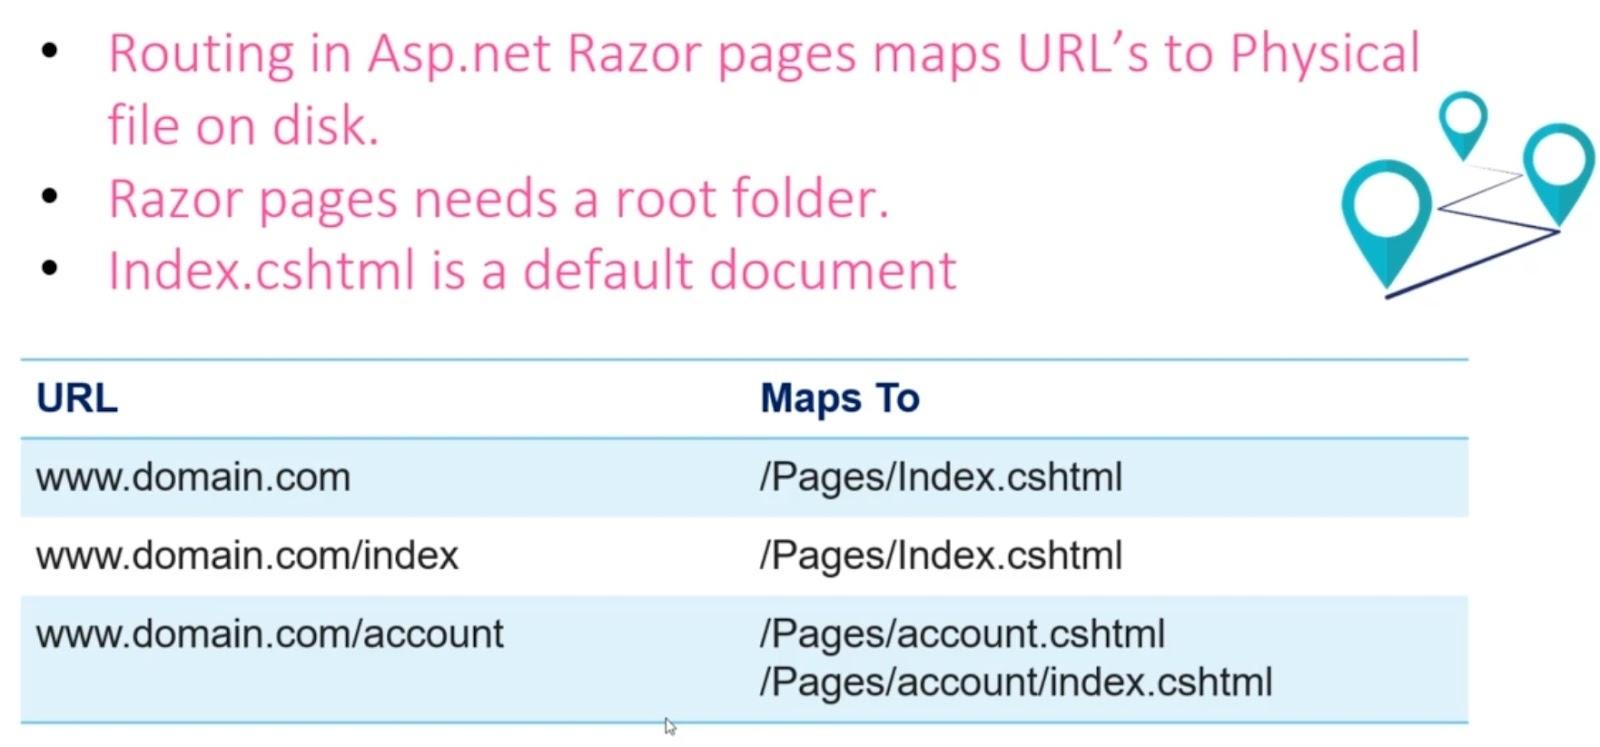 • Routing in Asp.net Razor pages maps URL’s to Physical
file on disk.
• Razor pages needs a root folder.
• Index.cshtml is a default document
URL Maps To
www.domain.com /Pages/Index.cshtml
www.domain.com/index /Pages/Index.cshtml
www.domain.com/account /Pages/account.cshtml
/Pages/account/index.cshtml